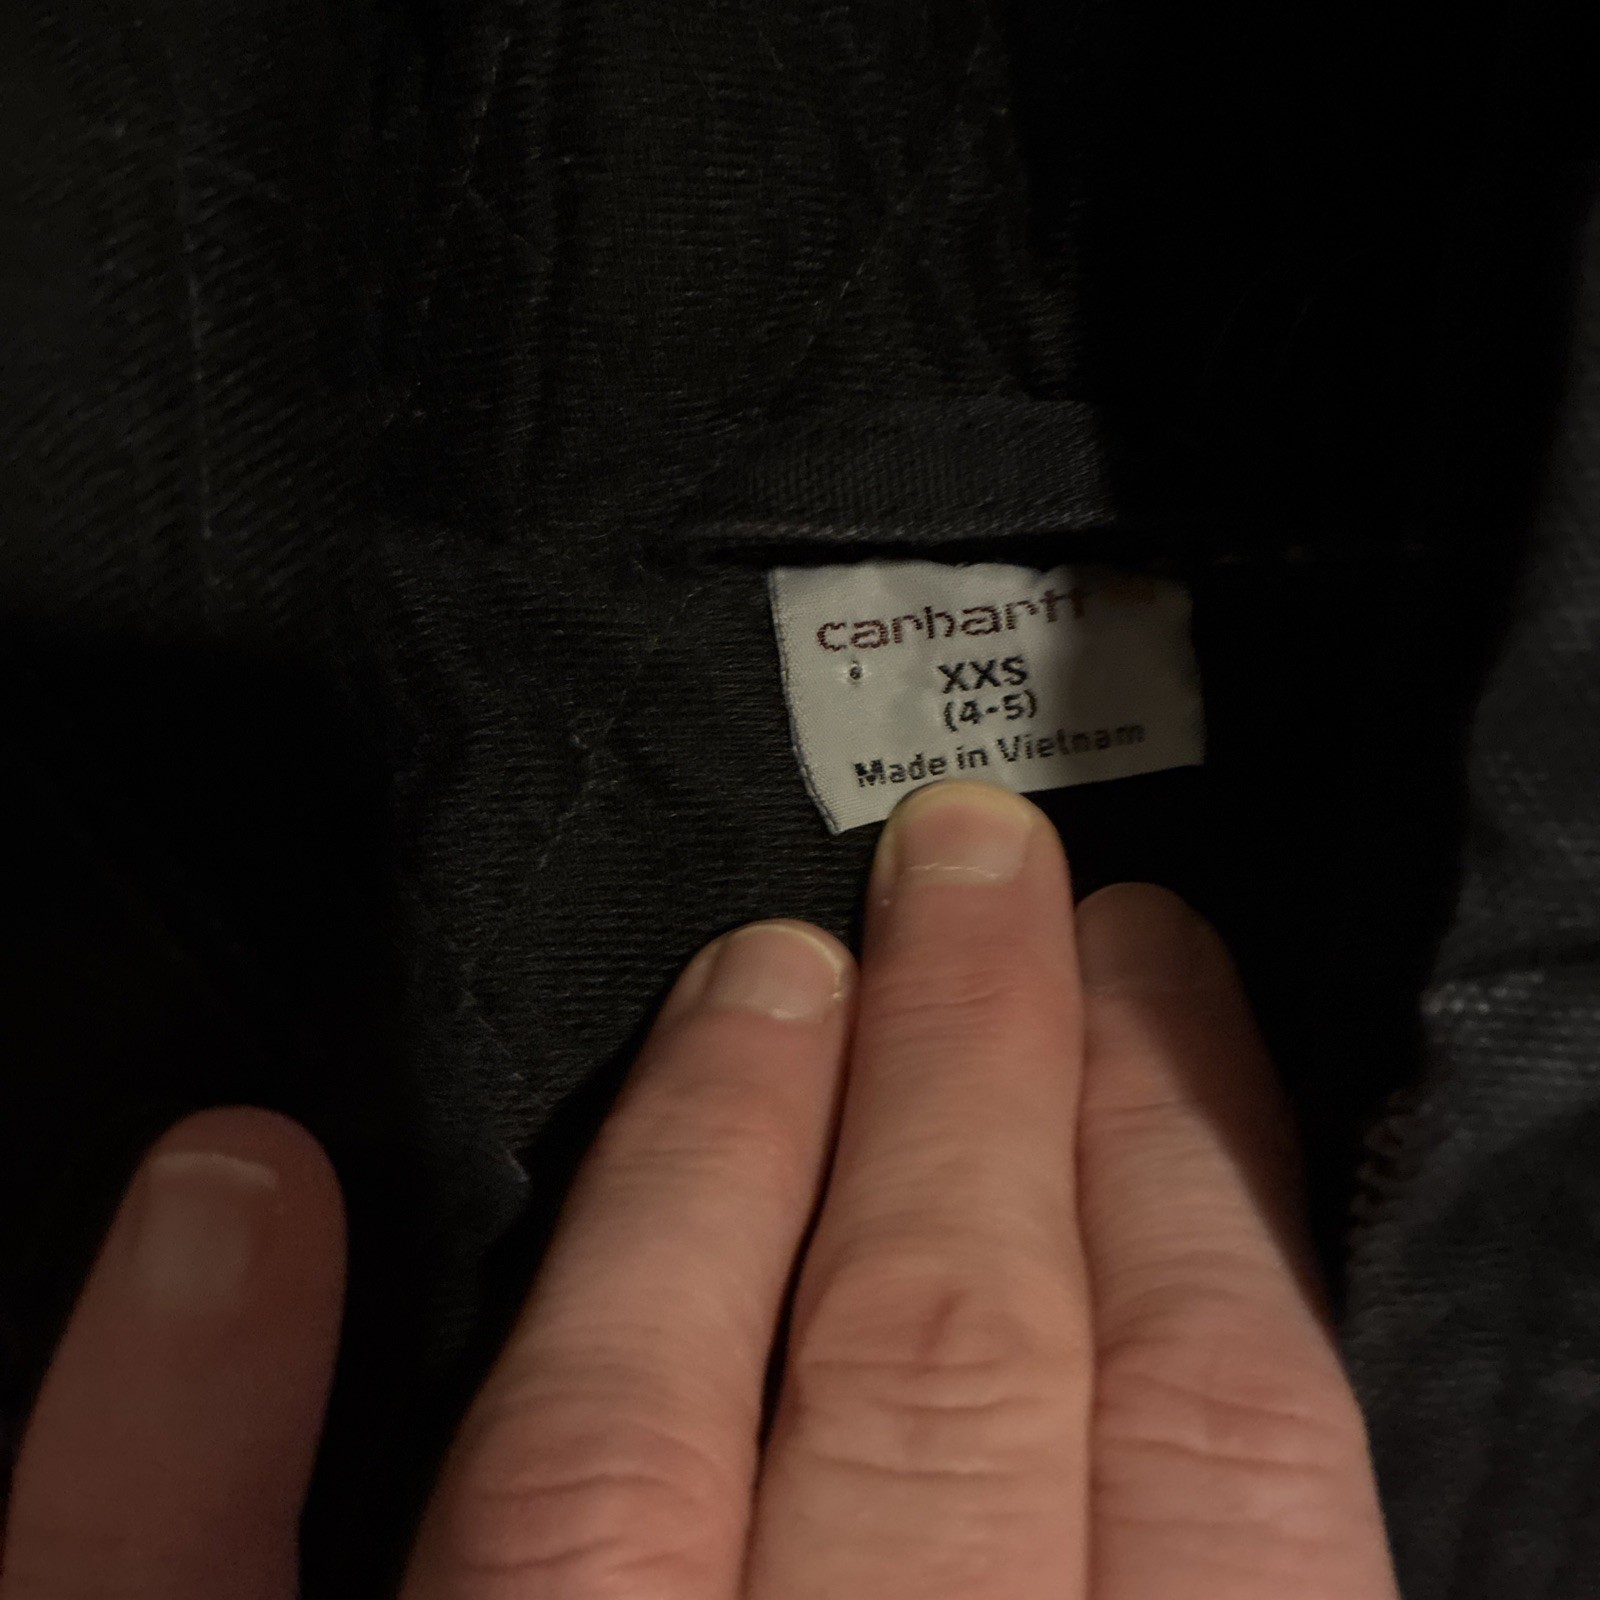 carhartt
XXS
(4-5)
Made in Vietnam